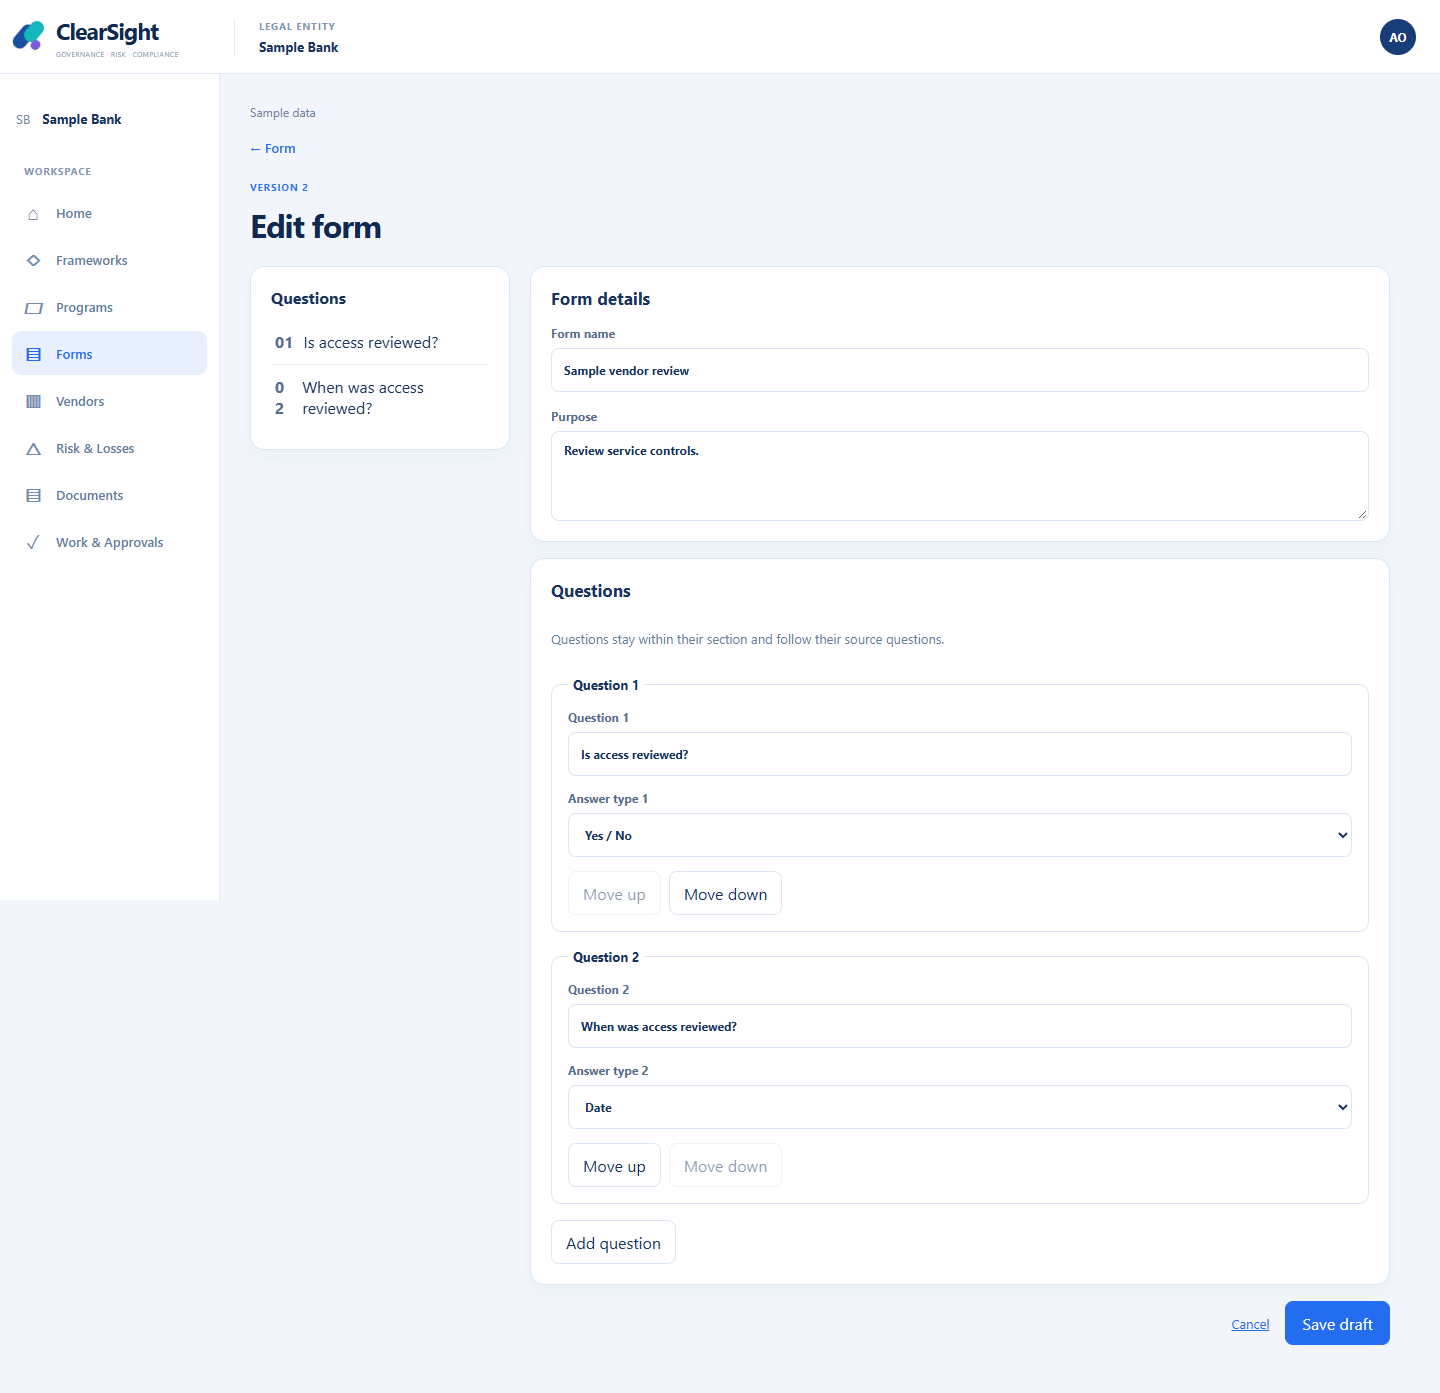 ClearSight
GOVERNANCE · RISK · COMPLIANCE
LEGAL ENTITY
Sample Bank
AO
SB Sample Bank
WORKSPACE
Home
Frameworks
Programs
Forms
Vendors
Risk & Losses
Documents
Work & Approvals
Sample data
← Form
VERSION 2
Edit form
Questions
01 Is access reviewed?
02 When was access
reviewed?
Form details
Form name
Sample vendor review
Purpose
Review service controls.
Questions
Questions stay within their section and follow their source questions.
Question 1
Question 1
Is access reviewed?
Answer type 1
Yes / No
Move up Move down
Question 2
Question 2
When was access reviewed?
Answer type 2
Date
Move up Move down
Add question
Cancel Save draft